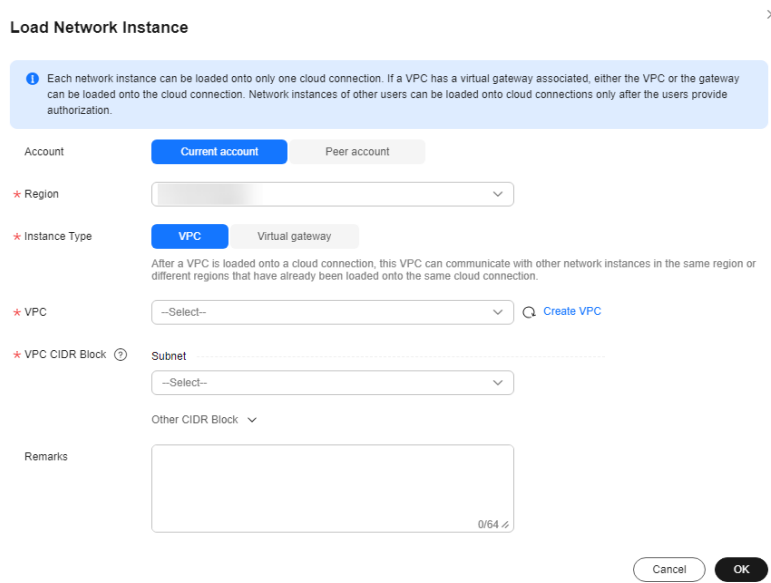 Load Network Instance
Each network instance can be loaded onto only one cloud connection. If a VPC has a virtual gateway associated, either the VPC or the gateway
can be loaded onto the cloud connection. Network instances of other users can be loaded onto cloud connections only after the users provide
authorization.
Account
Current account
Peer account
* Region
* Instance Type
VPC
Virtual gateway
After a VPC is loaded onto a cloud connection, this VPC can communicate with other network instances in the same region or
different regions that have already been loaded onto the same cloud connection.
* VPC
--Select--
Create VPC
* VPC CIDR Block ?
Subnet
--Select--
Other CIDR Block
Remarks
0/64
Cancel
OK